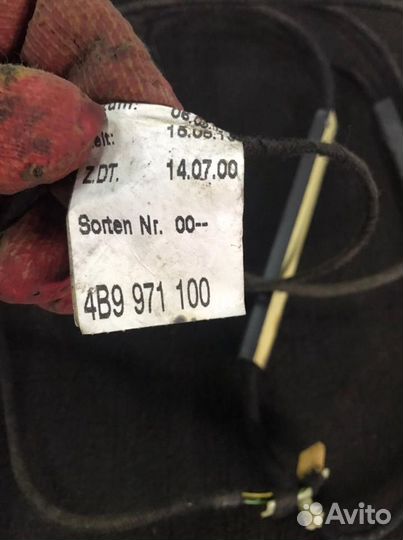 Z.DT. 14.07.00
Sorten Nr. 00--
4B9 971 100
Avito